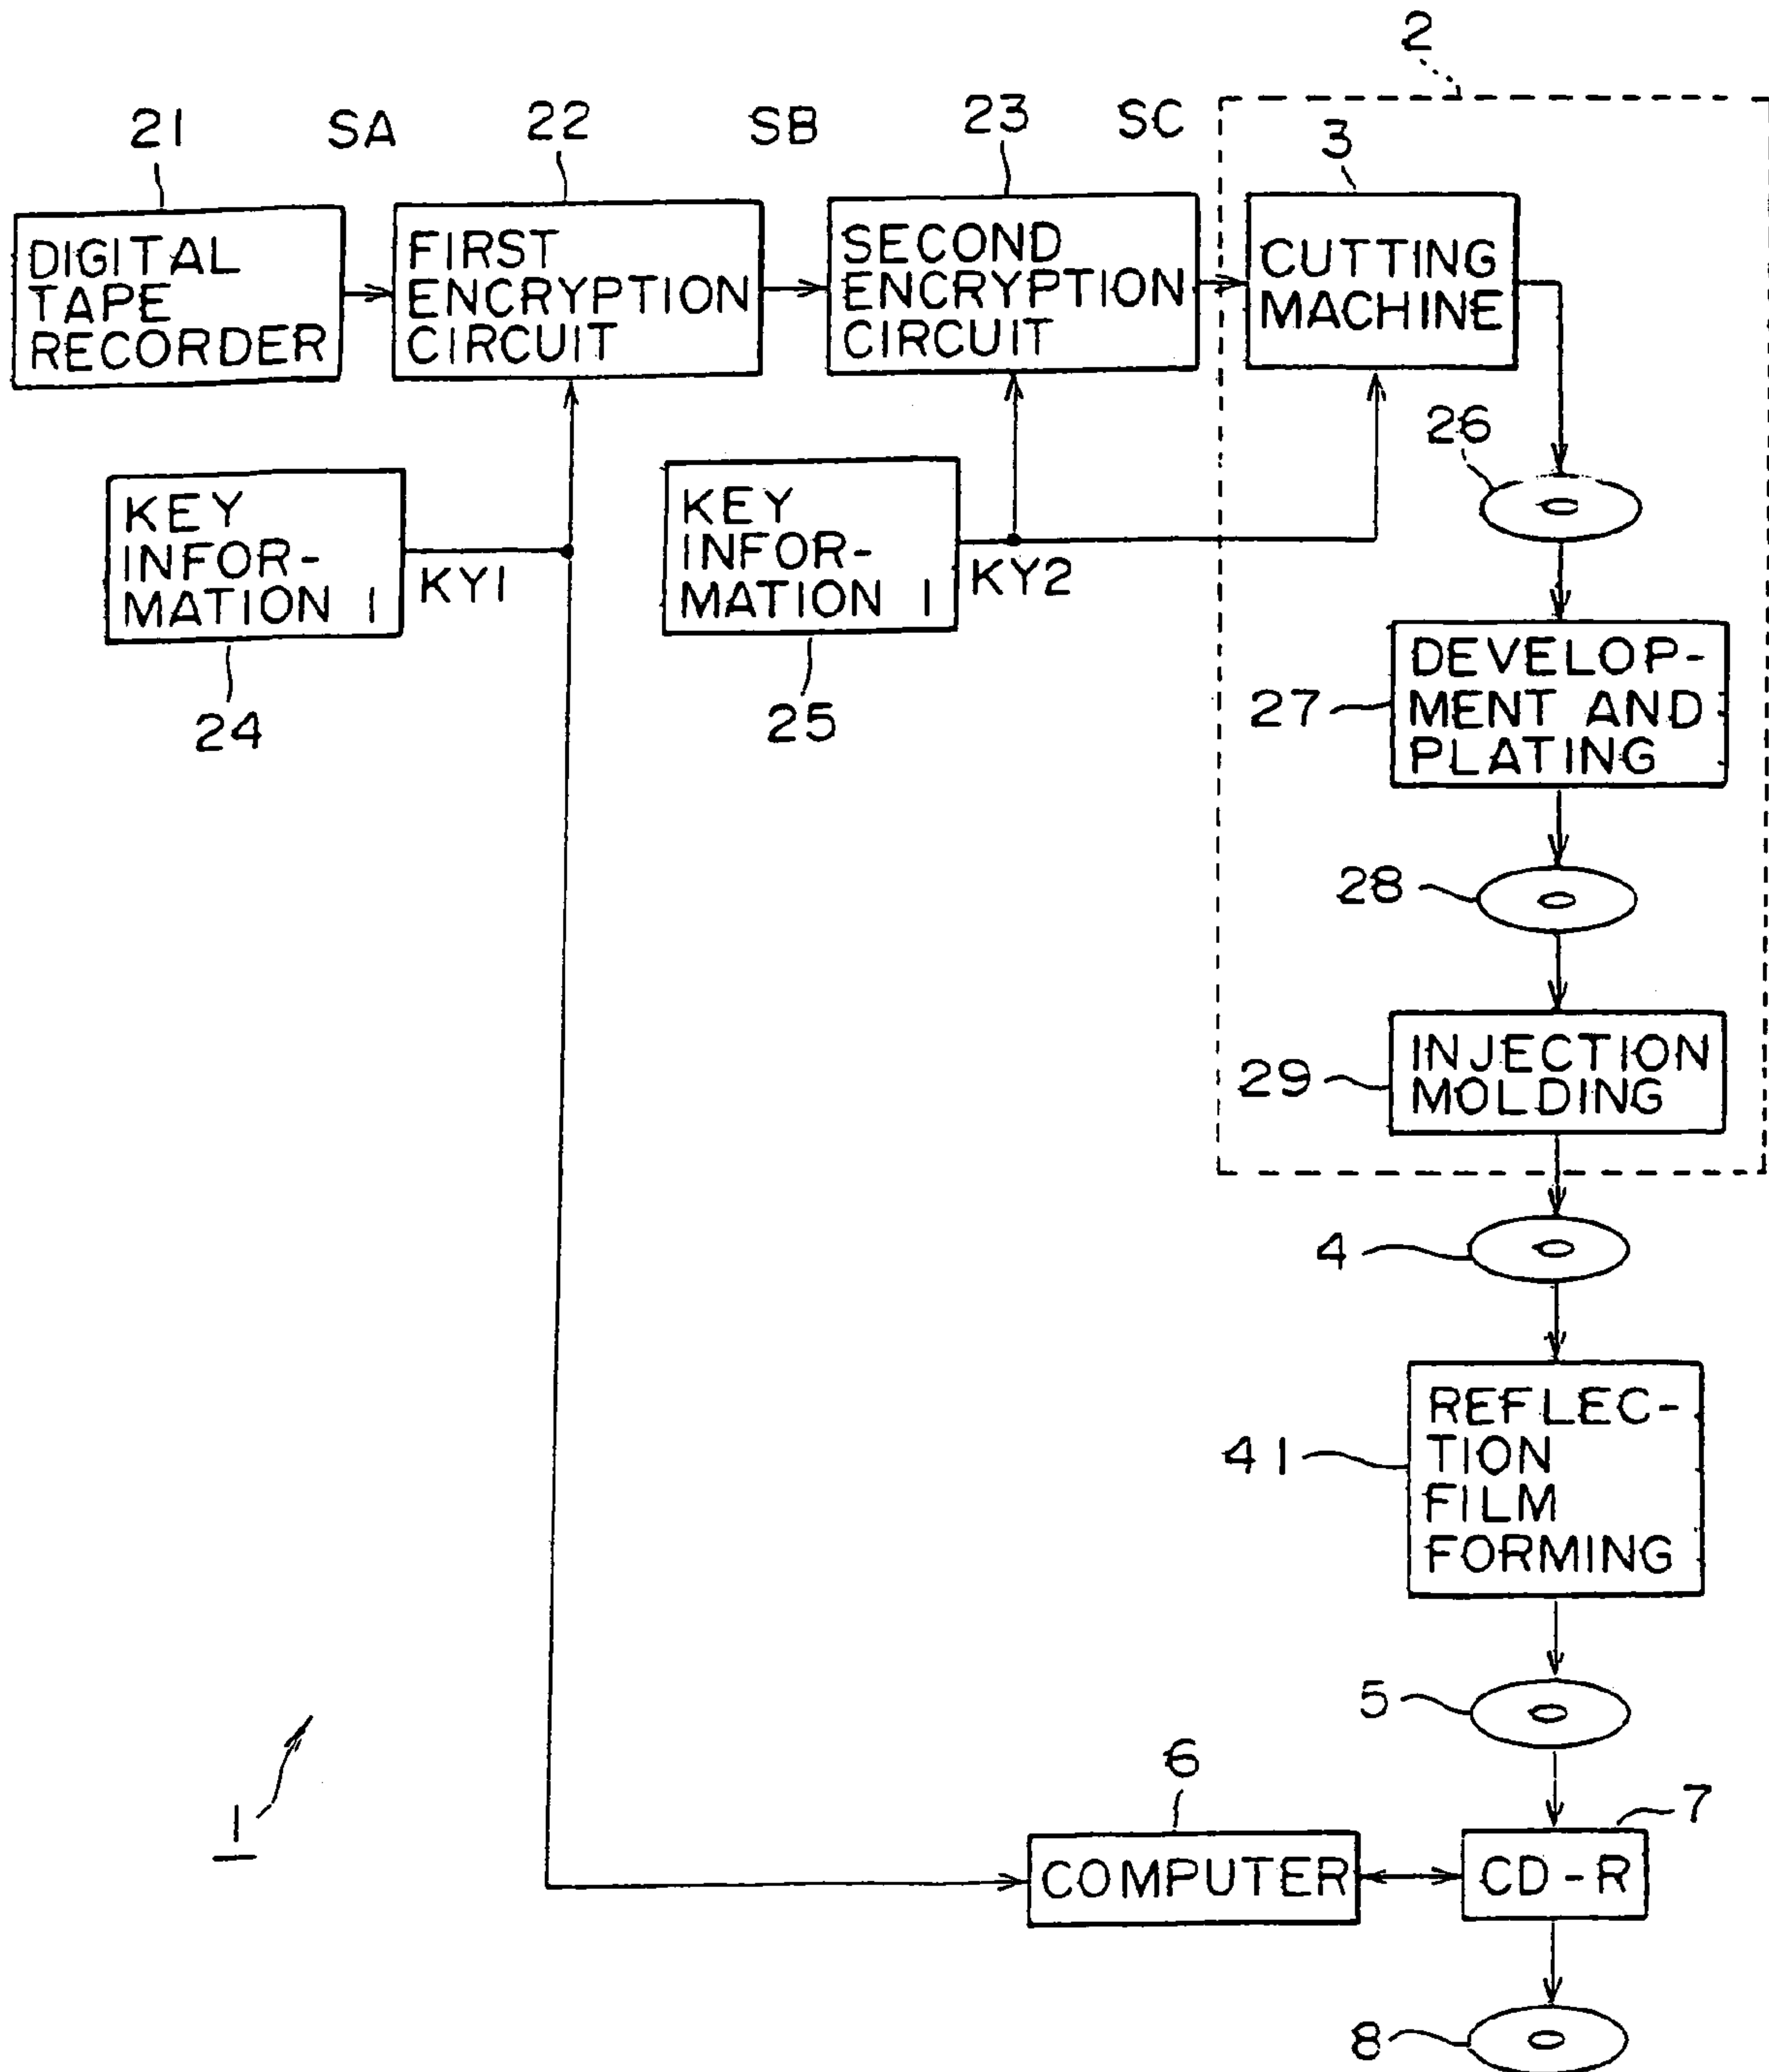 2
21
SA
22
SB
23
SC
3
DIGITAL
TAPE
RECORDER
FIRST
ENCRYPTION
CIRCUIT
SECOND
ENCRYPTION
CIRCUIT
CUTTING
MACHINE
26
KEY
INFOR-
MATION 1
KY1
24
KEY
INFOR-
MATION 1
KY2
25
27
DEVELOP-
MENT AND
PLATING
28
29
INJECTION
MOLDING
4
41
REFLEC-
TION
FILM
FORMING
5
1
6
7
COMPUTER
CD-R
8